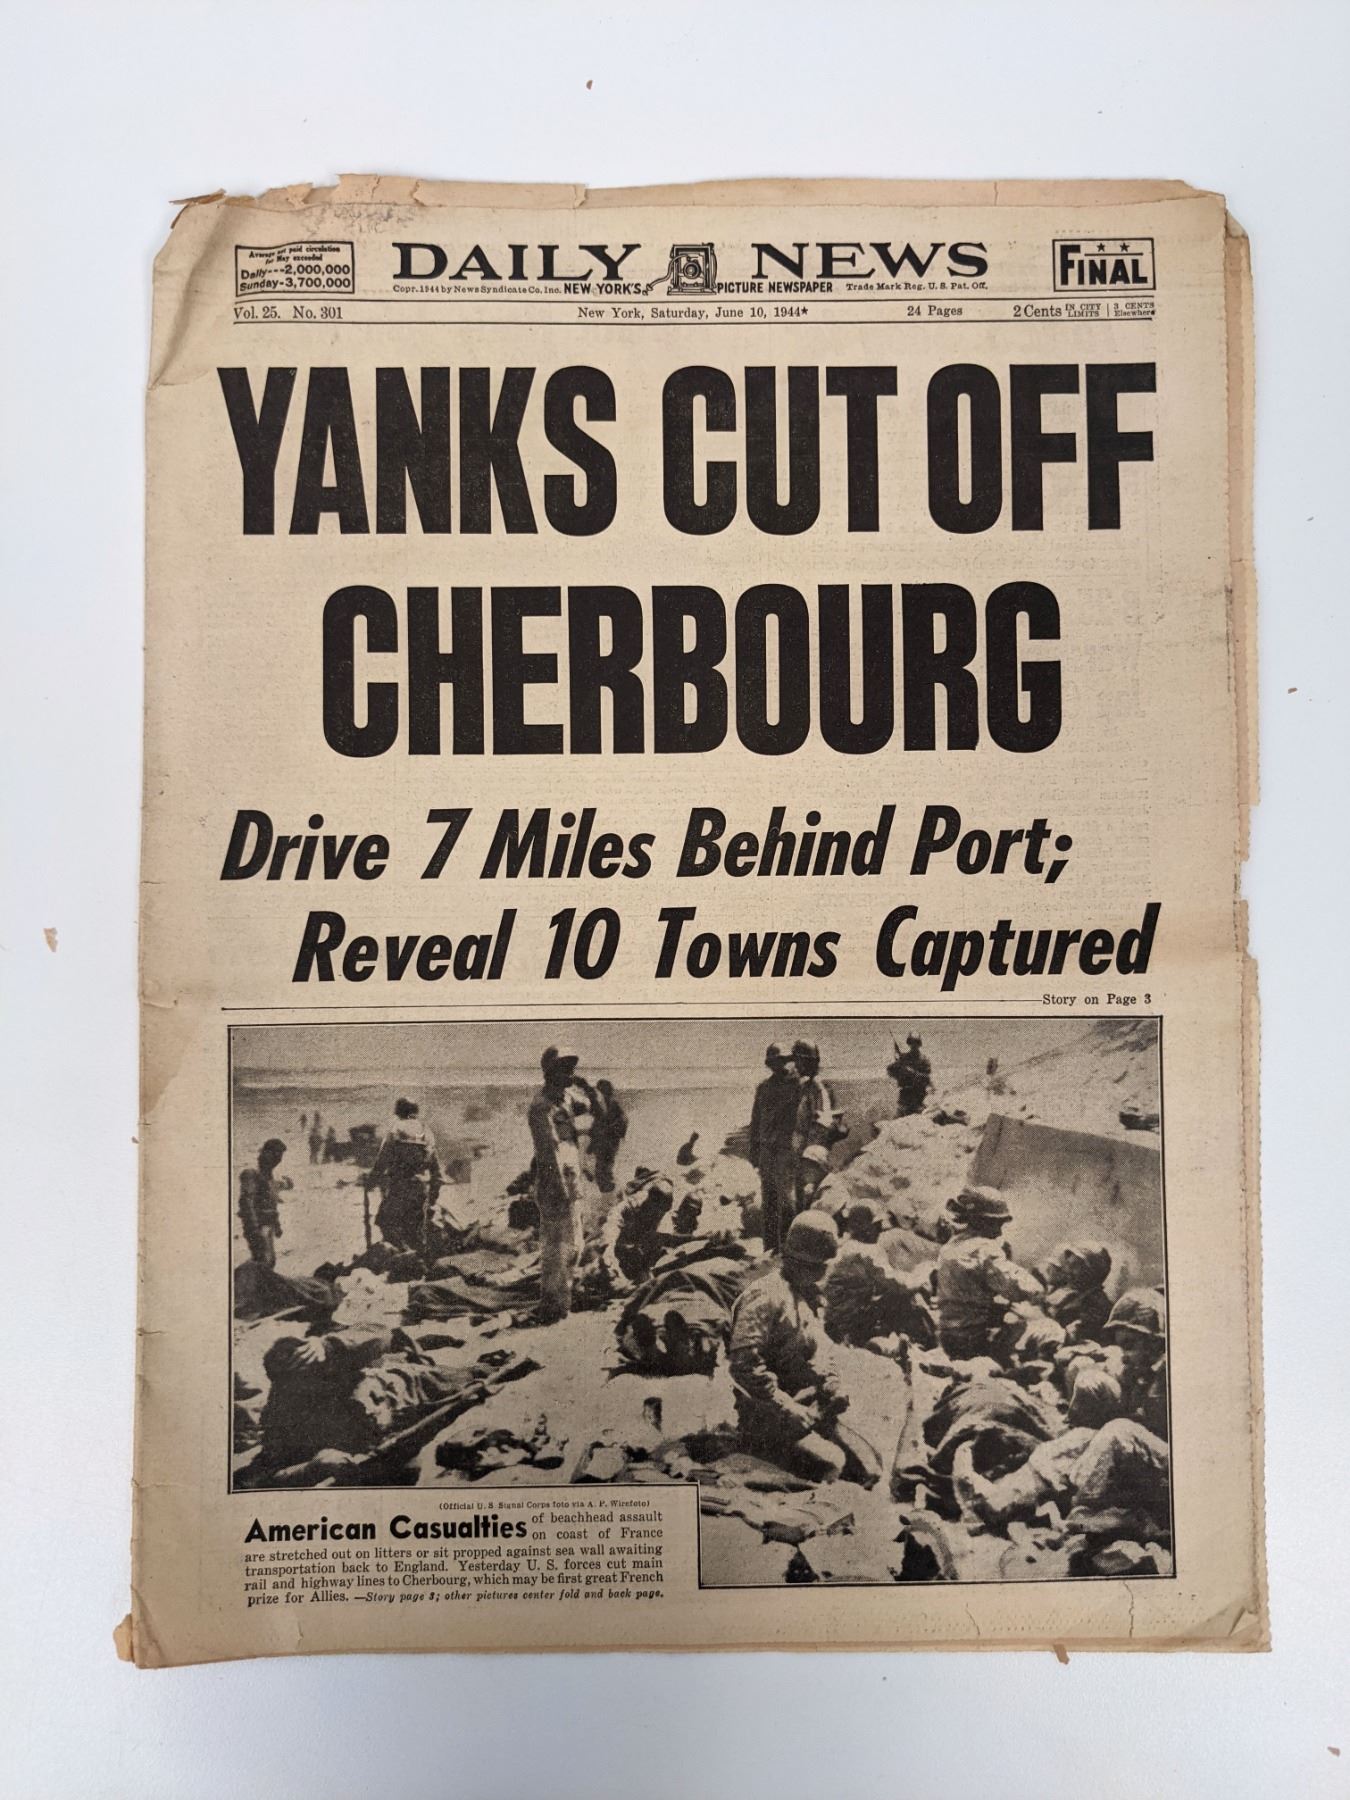 Average net paid circulation
for May exceeded
Daily---2,000,000
Sunday-3,700,000
DAILY NEWS
Copr. 1944 by News Syndicate Co. Inc. NEW YORK'S PICTURE NEWSPAPER Trade Mark Reg. U. S. Pat. Off.
FINAL
Vol. 25. No. 301 New York, Saturday, June 10, 1944★ 24 Pages 2 Cents IN CITY LIMITS | 3 CENTS Elsewhere
YANKS CUT OFF
CHERBOURG
Drive 7 Miles Behind Port;
Reveal 10 Towns Captured
Story on Page 3
(Official U. S. Signal Corps foto via A. P. Wirefoto)
American Casualties of beachhead assault
on coast of France
are stretched out on litters or sit propped against sea wall awaiting
transportation back to England. Yesterday U. S. forces cut main
rail and highway lines to Cherbourg, which may be first great French
prize for Allies. —Story page 3; other pictures center fold and back page.